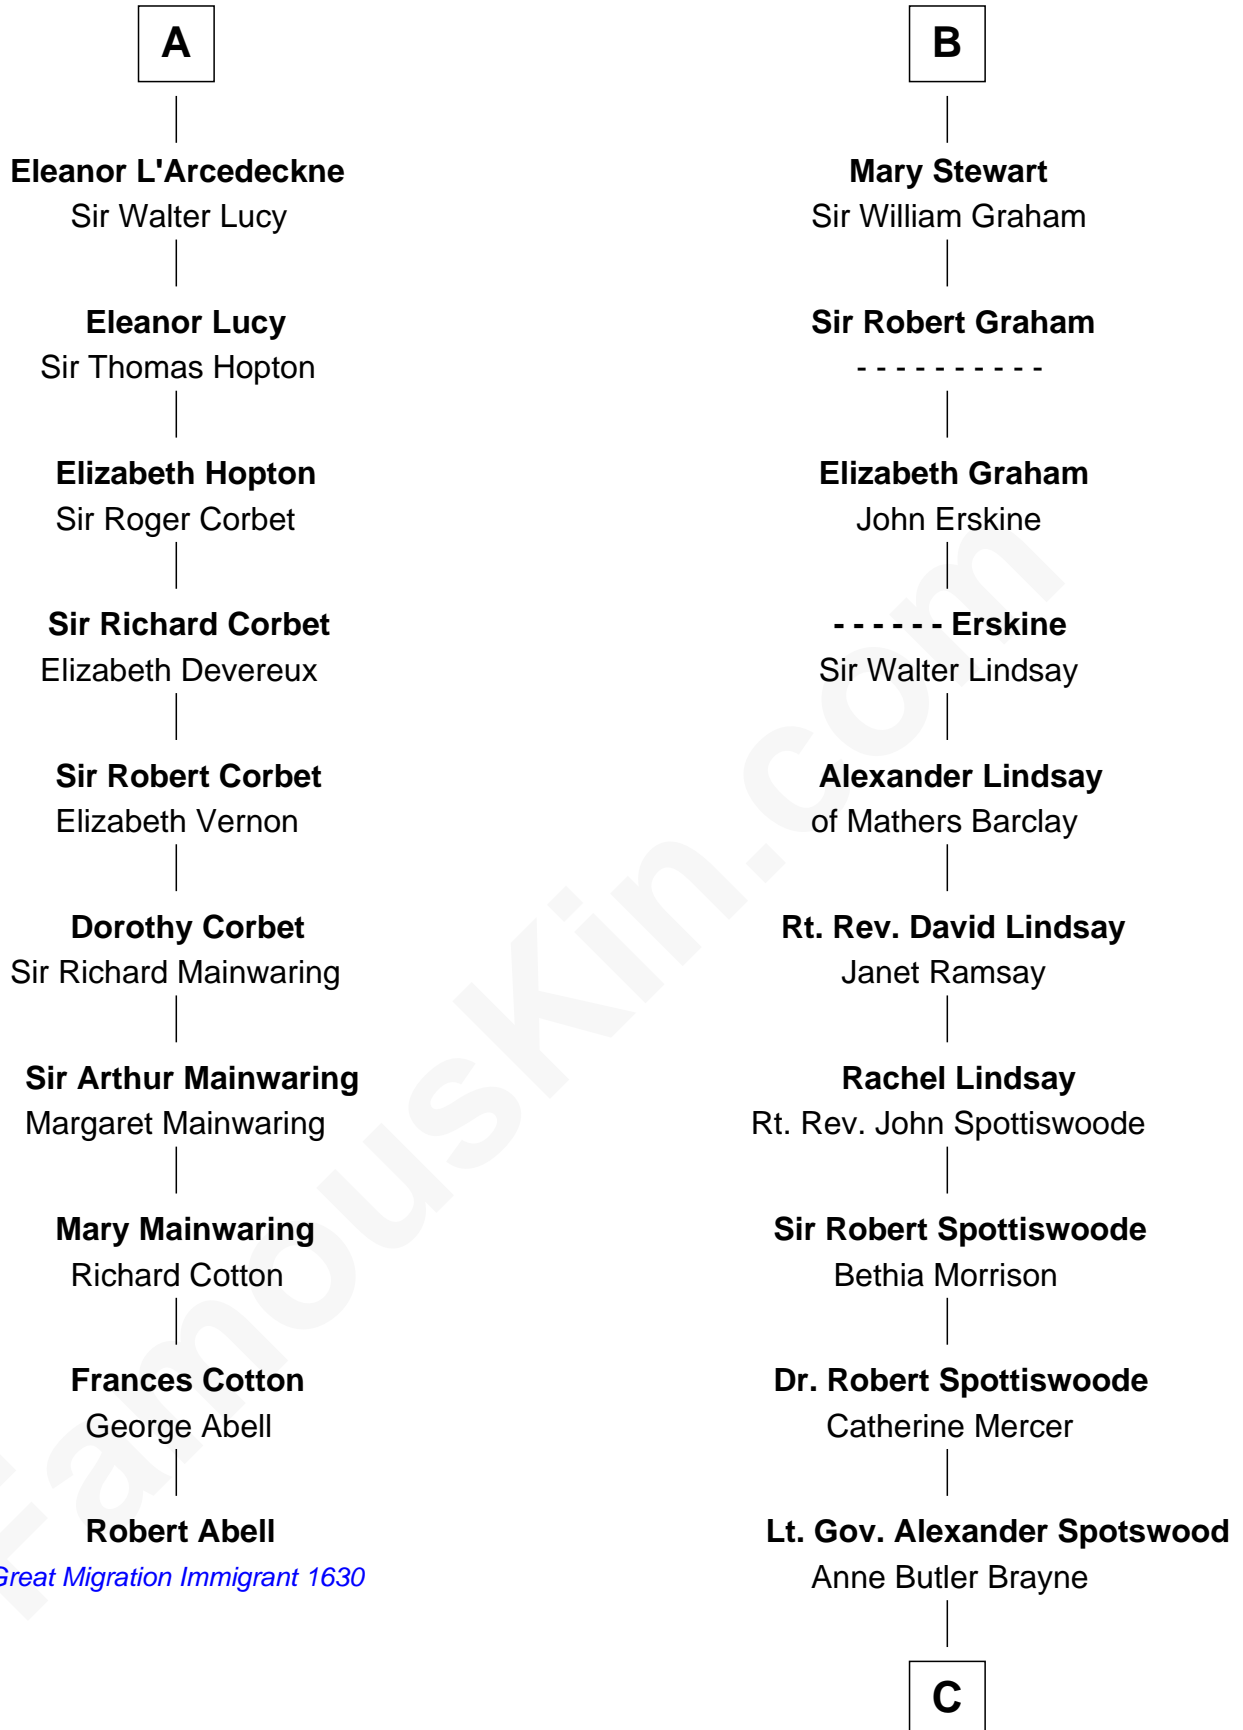 A
Eleanor L'Arcedeckne
Sir Walter Lucy
Eleanor Lucy
Sir Thomas Hopton
Elizabeth Hopton
Sir Roger Corbet
Sir Richard Corbet
Elizabeth Devereux
Sir Robert Corbet
Elizabeth Vernon
Dorothy Corbet
Sir Richard Mainwaring
Sir Arthur Mainwaring
Margaret Mainwaring
Mary Mainwaring
Richard Cotton
Frances Cotton
George Abell
Robert Abell
Great Migration Immigrant 1630
B
Mary Stewart
Sir William Graham
Sir Robert Graham
- - - - - - - - - -
Elizabeth Graham
John Erskine
- - - - - - Erskine
Sir Walter Lindsay
Alexander Lindsay
of Mathers Barclay
Rt. Rev. David Lindsay
Janet Ramsay
Rachel Lindsay
Rt. Rev. John Spottiswoode
Sir Robert Spottiswoode
Bethia Morrison
Dr. Robert Spottiswoode
Catherine Mercer
Lt. Gov. Alexander Spotswood
Anne Butler Brayne
C
FamousKin.com